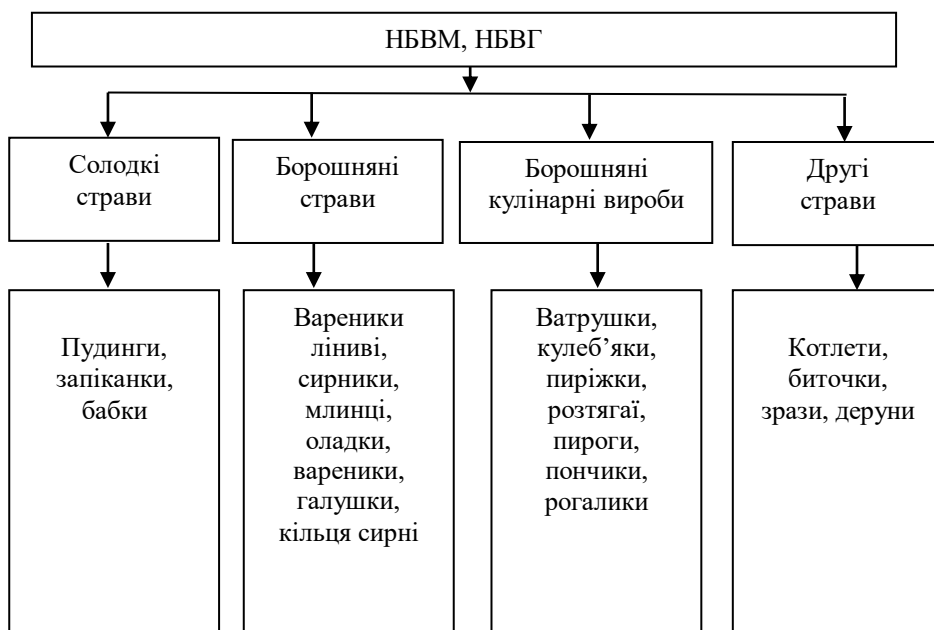 НБВМ, НБВГ
Солодкі
страви
Борошняні
страви
Борошняні
кулінарні вироби
Другі
страви
Пудинги,
запіканки,
бабки
Вареники
ліниві,
сирники,
млинці,
оладки,
вареники,
галушки,
кільця сирні
Ватрушки,
кулеб’яки,
пиріжки,
розтягаї,
пироги,
пончики,
рогалики
Котлети,
биточки,
зрази, деруни